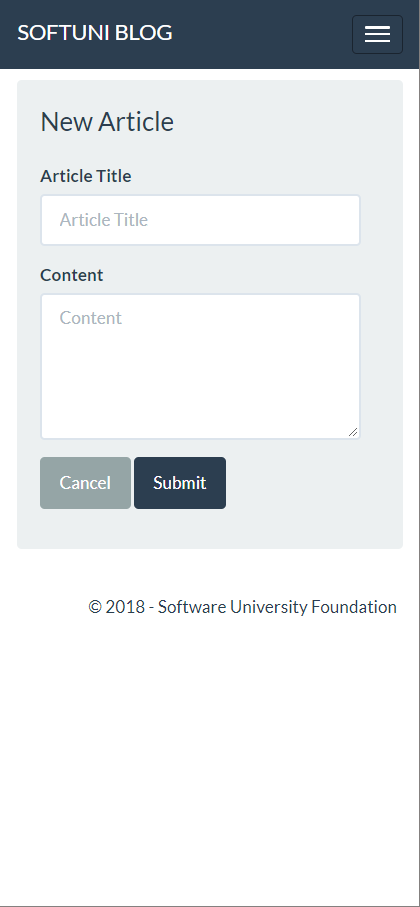 SOFTUNI BLOG
New Article
Article Title
Article Title
Content
Content
Cancel Submit
© 2018 - Software University Foundation